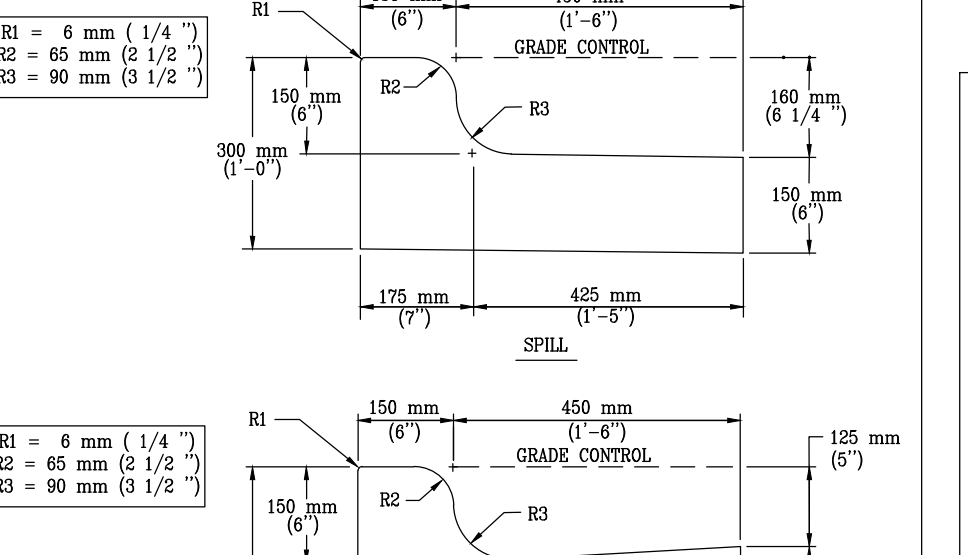 R1
(6")
(1'-6")
GRADE CONTROL
R1 = 6 mm ( 1/4 ")
R2 = 65 mm (2 1/2 ")
R3 = 90 mm (3 1/2 ")
R2
R3
150 mm
(6")
160 mm
(6 1/4 ")
300 mm
(1'-0")
150 mm
(6")
175 mm
(7")
425 mm
(1'-5")
SPILL
R1
150 mm
(6")
450 mm
(1'-6")
GRADE CONTROL
125 mm
(5")
R1 = 6 mm ( 1/4 ")
R2 = 65 mm (2 1/2 ")
R3 = 90 mm (3 1/2 ")
R2
R3
150 mm
(6")